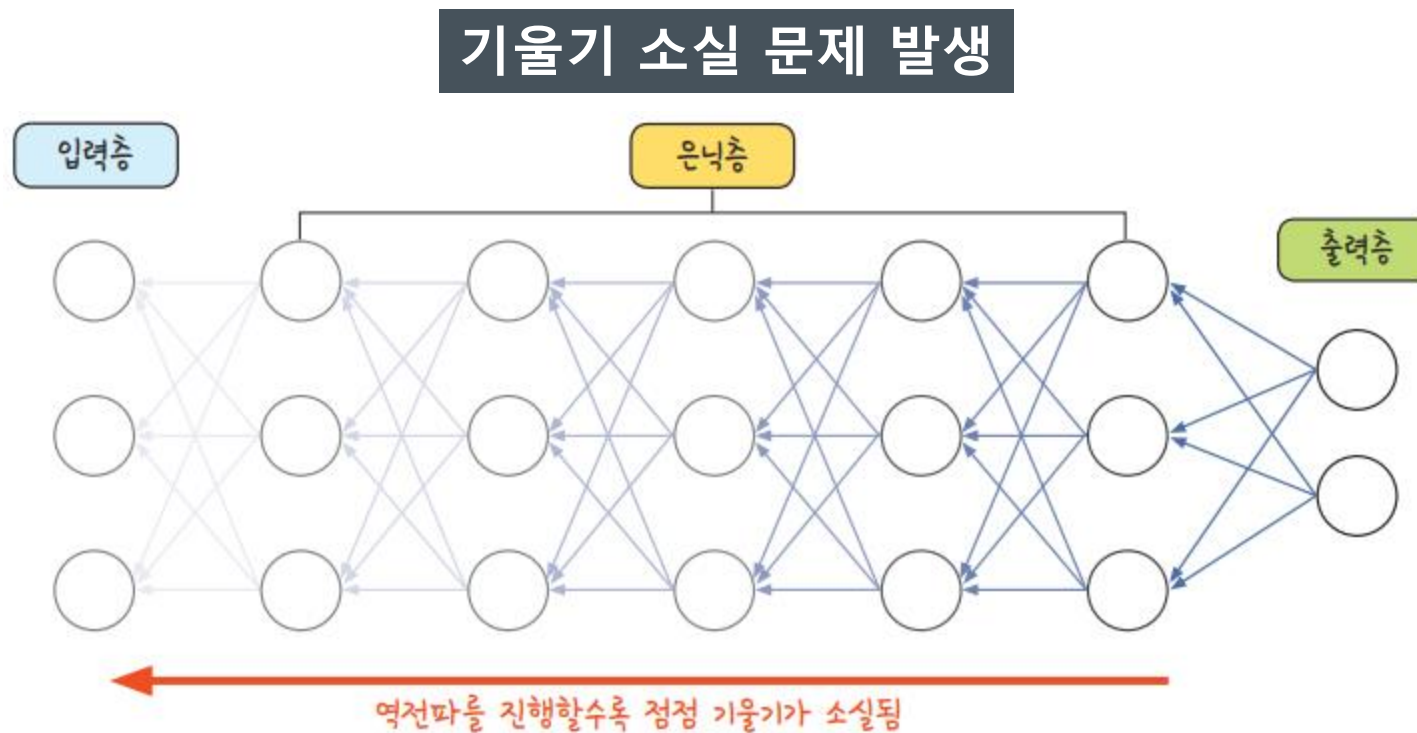 기울기 소실 문제 발생
입력층
은닉층
출력층
역전파를 진행할수록 점점 기울기가 소실됨